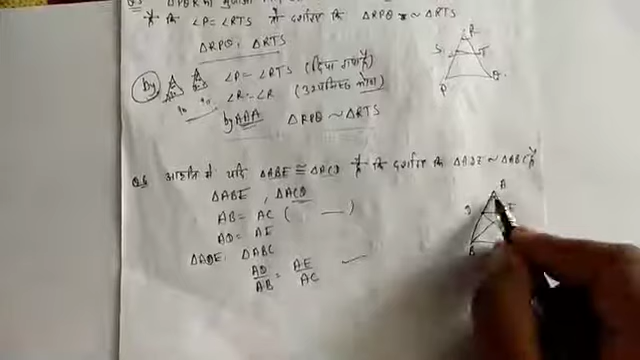 है कि ∠P = ∠RTS तो दर्शाइए कि ΔRPQ ~ ΔRTS
ΔRPQ, ΔRTS
by
∠P = ∠RTS (दिया गया है)
∠R = ∠R (उभयनिष्ठ कोण)
by AAA ΔRPQ ~ ΔRTS
R
S T
P Q
Q6 आकृति में यदि ΔABE ≅ ΔACD है कि दर्शाइए कि ΔADE ~ ΔABC है
ΔABE, ΔACD
AB = AC ( — )
AD = AE
ΔADE, ΔABC
AD/AB = AE/AC
A
D E
B